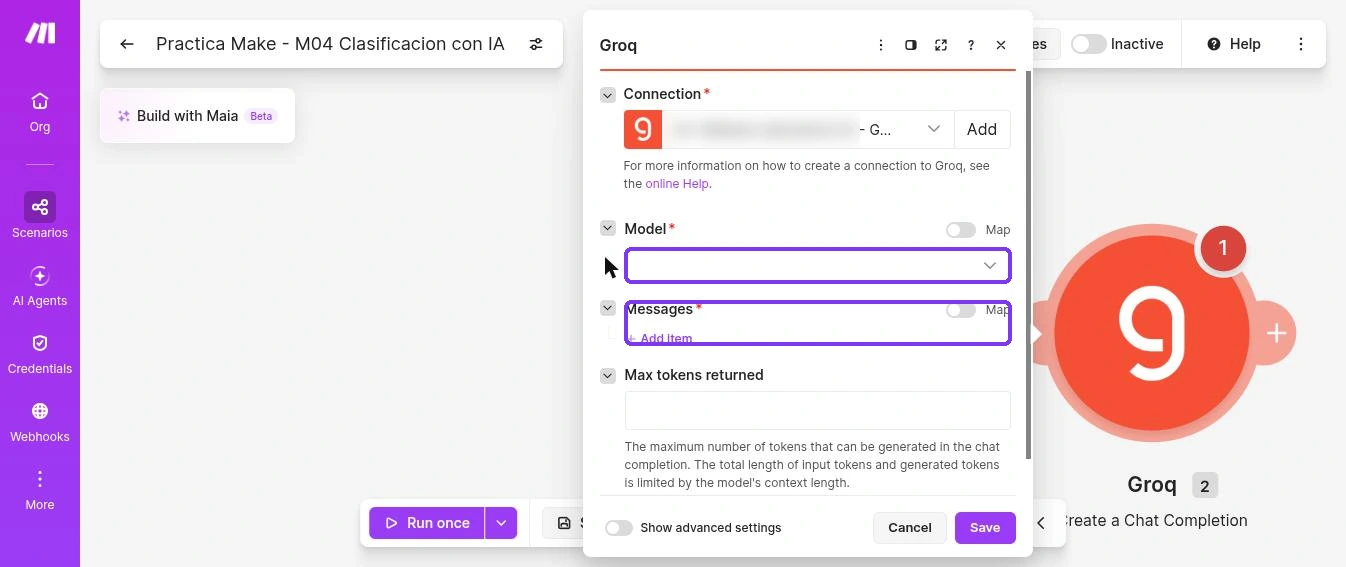 Practica Make - M04 Clasificacion con IA
Build with Maia Beta
Org
Scenarios
AI Agents
Credentials
Webhooks
More
Run once
Groq
Connection*
- G...
Add
For more information on how to create a connection to Groq, see
the online Help.
Model*
Map
Messages*
Map
+ Add item
Max tokens returned
The maximum number of tokens that can be generated in the chat
completion. The total length of input tokens and generated tokens
is limited by the model's context length.
Show advanced settings
Cancel
Save
Inactive
Help
1
Groq 2
Create a Chat Completion